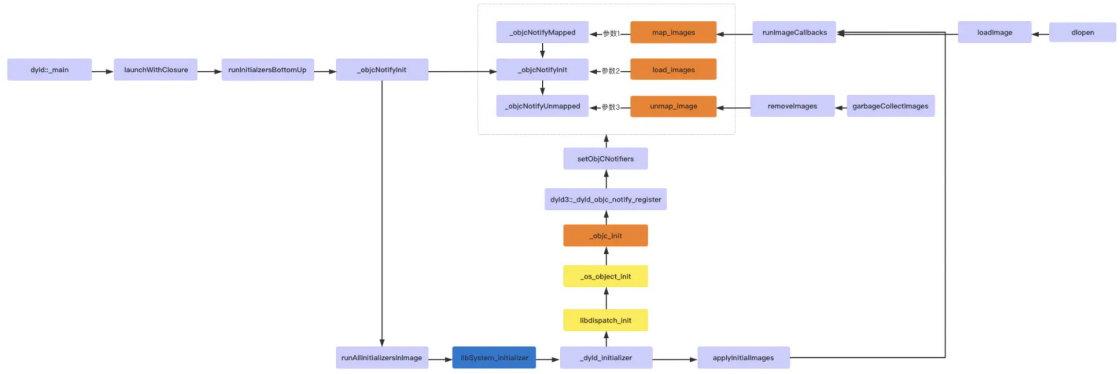 _objcNotifyMapped
参数1
map_images
runImageCallbacks
loadImage
dlopen
dyld::_main
launchWithClosure
runInitialzersBottomUp
_objcNotifyInit
_objcNotifyInit
参数2
load_images
_objcNotifyUnmapped
参数3
unmap_image
removeImages
garbageCollectImages
setObjCNotifiers
dyld3::_dyld_objc_notify_register
_objc_init
_os_object_init
libdispatch_init
runAllInitializersInImage
libSystem_initializer
_dyld_initializer
applyInitialImages